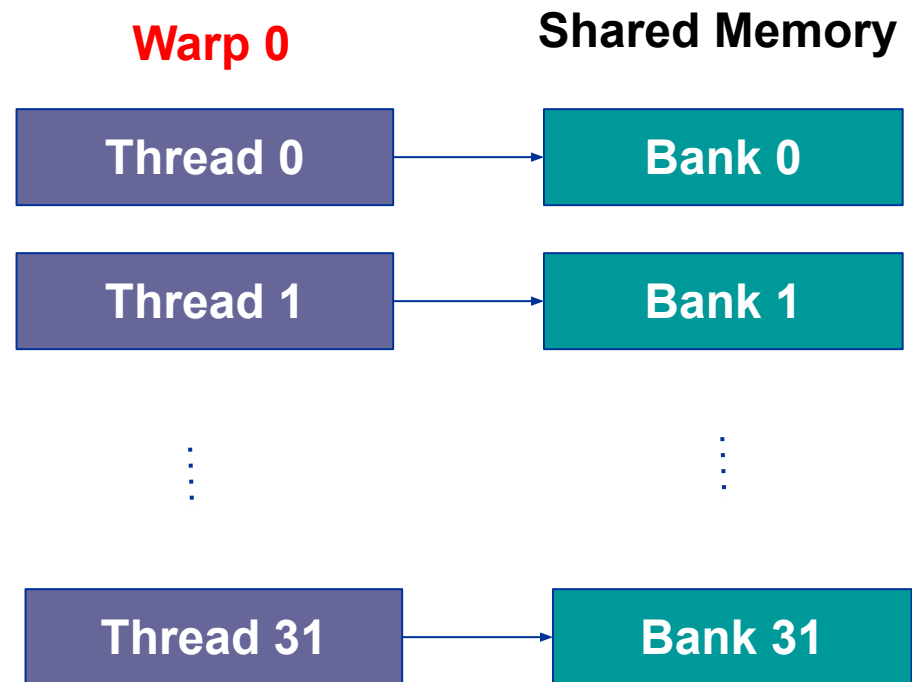 Warp 0
Shared Memory
Thread 0
Bank 0
Thread 1
Bank 1
Thread 31
Bank 31